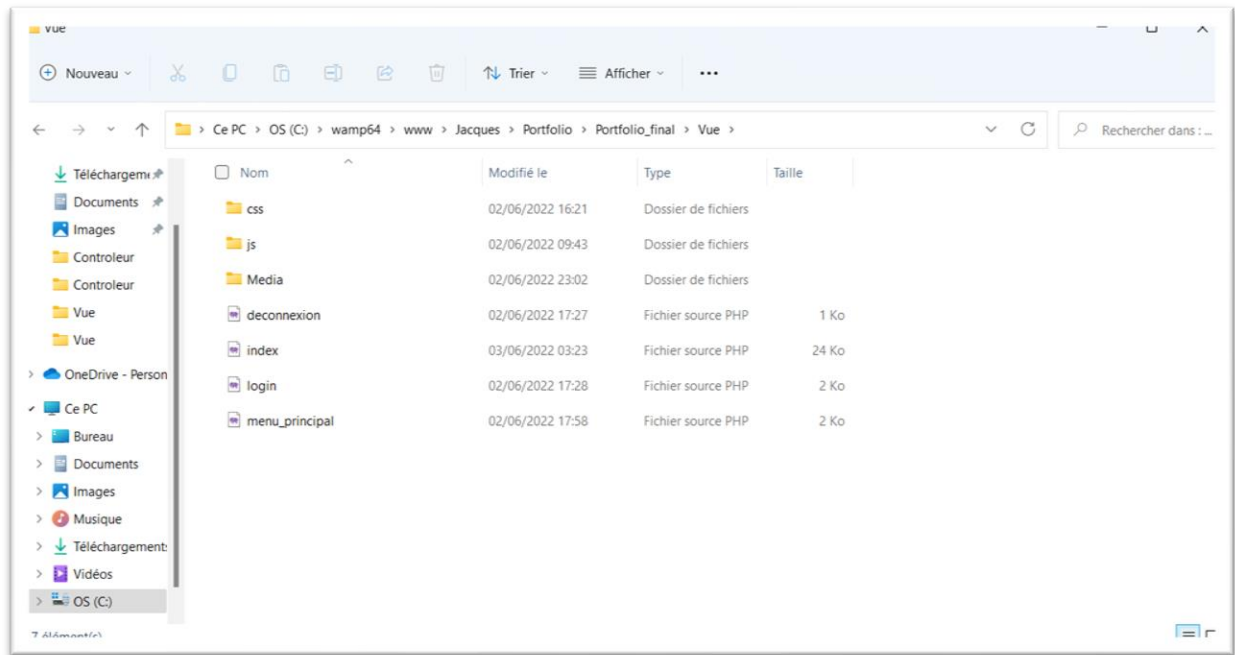 Vue
Nouveau
Trier
Afficher
Ce PC > OS (C:) > wamp64 > www > Jacques > Portfolio > Portfolio_final > Vue >
Rechercher dans : ...
Nom Modifié le Type Taille
css 02/06/2022 16:21 Dossier de fichiers
js 02/06/2022 09:43 Dossier de fichiers
Media 02/06/2022 23:02 Dossier de fichiers
deconnexion 02/06/2022 17:27 Fichier source PHP 1 Ko
index 03/06/2022 03:23 Fichier source PHP 24 Ko
login 02/06/2022 17:28 Fichier source PHP 2 Ko
menu_principal 02/06/2022 17:58 Fichier source PHP 2 Ko
Téléchargeme
Documents
Images
Controleur
Controleur
Vue
Vue
OneDrive - Person
Ce PC
Bureau
Documents
Images
Musique
Téléchargements
Vidéos
OS (C:)
7 élément(s)